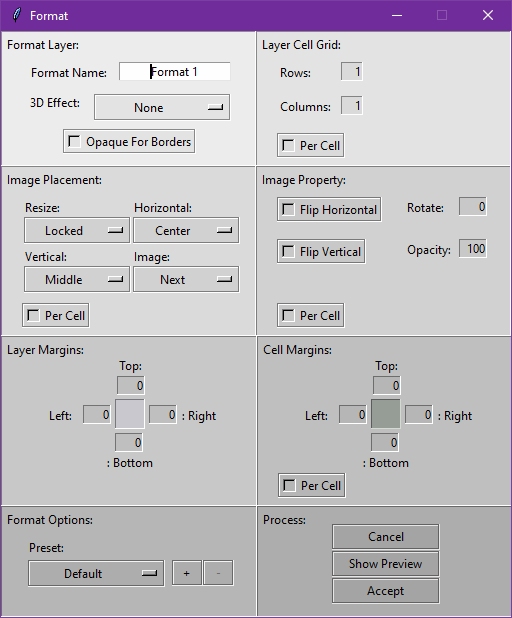 Format
Format Layer:
Format Name: Format 1
3D Effect: None
Opaque For Borders
Layer Cell Grid:
Rows: 1
Columns: 1
Per Cell
Image Placement:
Resize: Horizontal:
Locked Center
Vertical: Image:
Middle Next
Per Cell
Image Property:
Flip Horizontal Rotate: 0
Flip Vertical Opacity: 100
Per Cell
Layer Margins:
Top:
0
Left: 0 0 : Right
0
: Bottom
Cell Margins:
Top:
0
Left: 0 0 : Right
0
: Bottom
Per Cell
Format Options:
Preset:
Default + -
Process:
Cancel
Show Preview
Accept